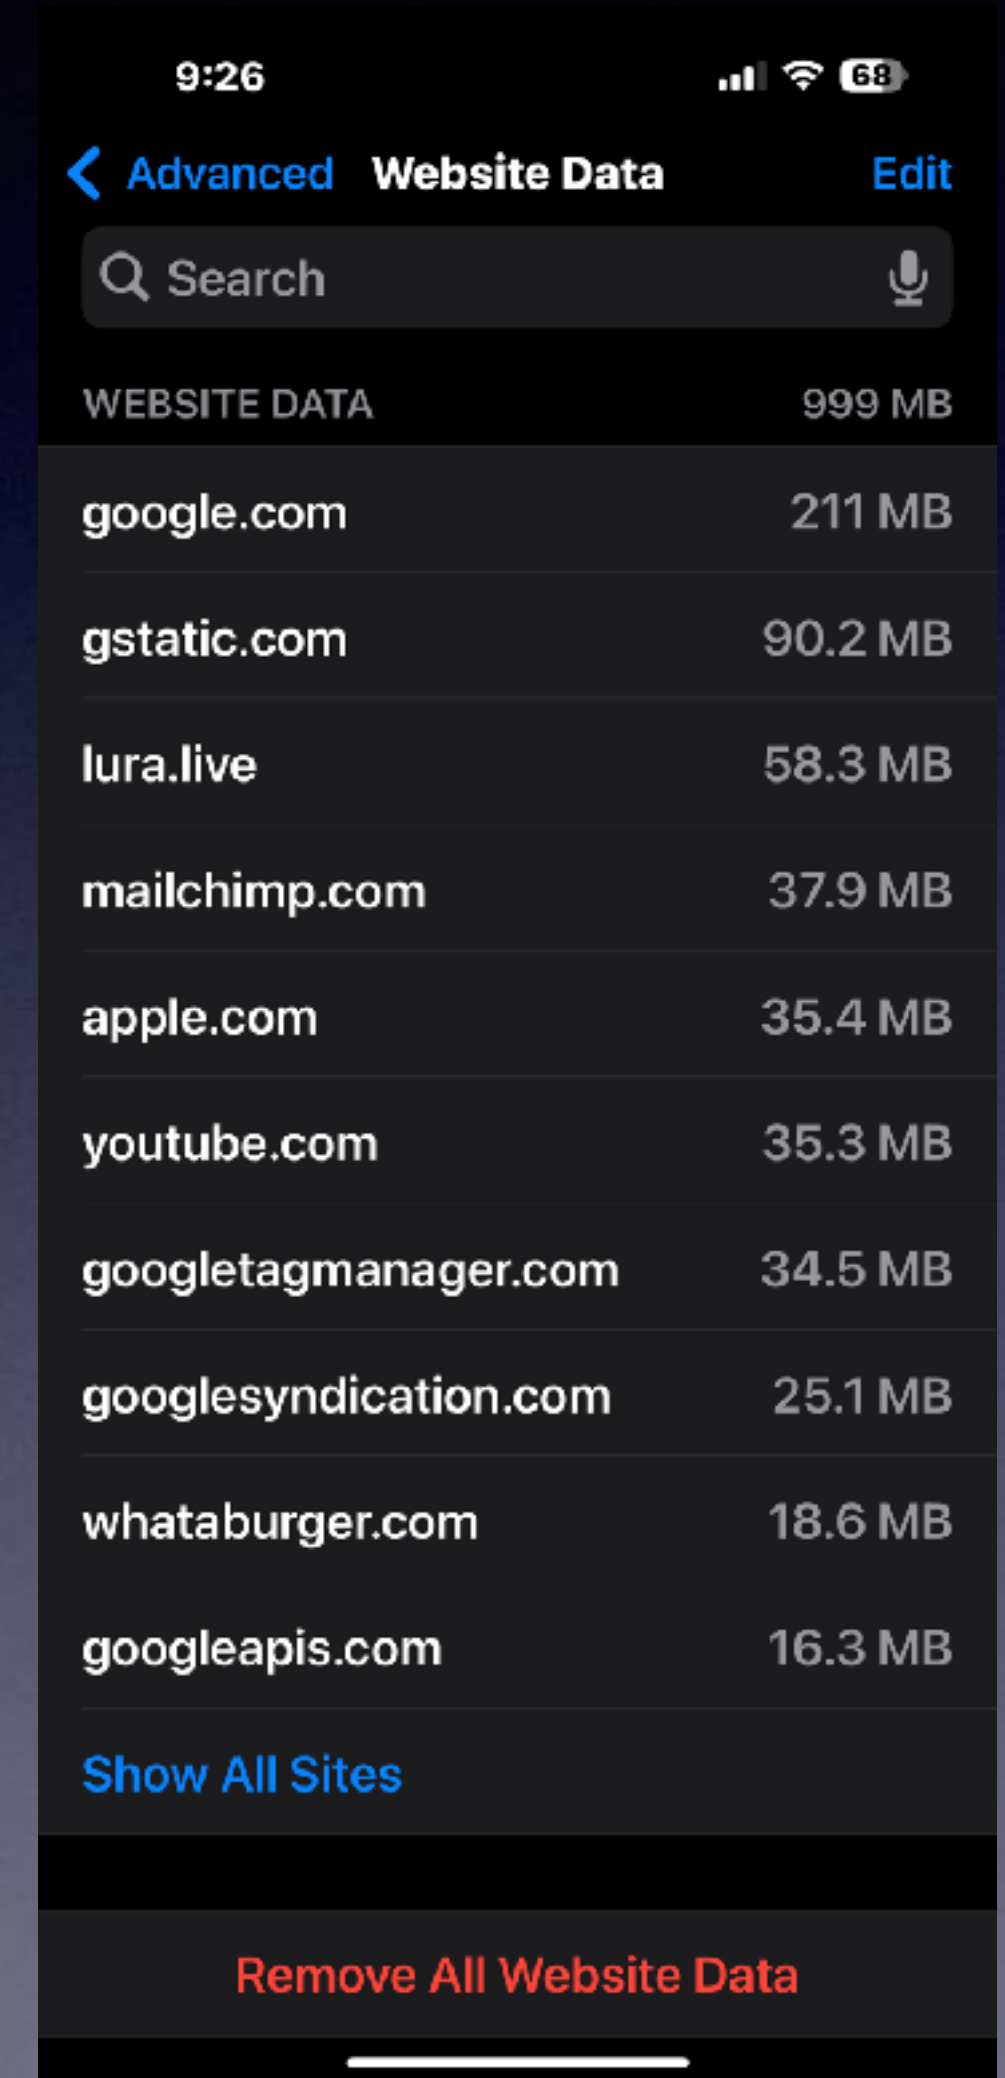 9:26 68
Advanced Website Data Edit
Search
WEBSITE DATA 999 MB
google.com 211 MB
gstatic.com 90.2 MB
lura.live 58.3 MB
mailchimp.com 37.9 MB
apple.com 35.4 MB
youtube.com 35.3 MB
googletagmanager.com 34.5 MB
googlesyndication.com 25.1 MB
whataburger.com 18.6 MB
googleapis.com 16.3 MB
Show All Sites
Remove All Website Data